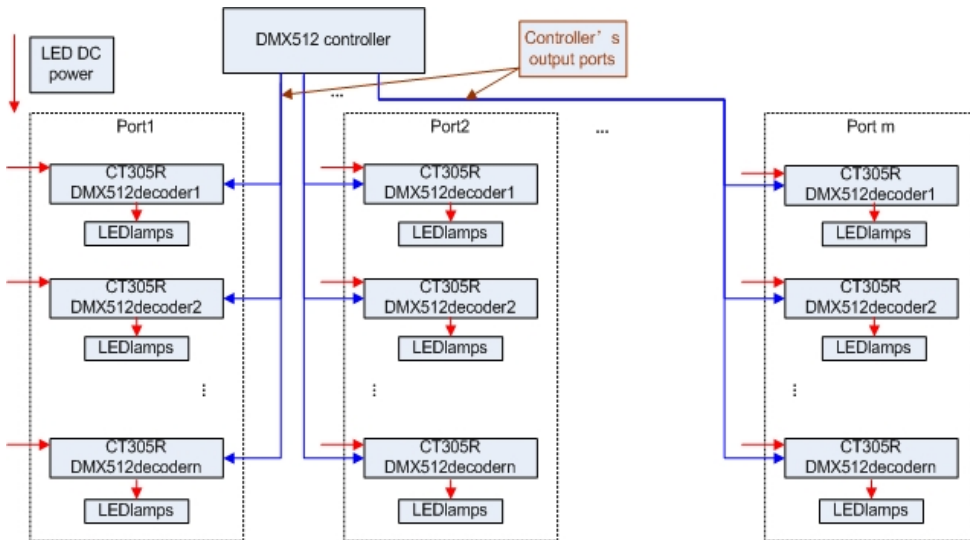 DMX512 controller
LED DC
power
Controller's
output ports
...
Port1
Port2
...
Port m
CT305R
DMX512decoder1
LEDlamps
CT305R
DMX512decoder1
LEDlamps
CT305R
DMX512decoder1
LEDlamps
CT305R
DMX512decoder2
LEDlamps
CT305R
DMX512decoder2
LEDlamps
CT305R
DMX512decoder2
LEDlamps
...
...
...
CT305R
DMX512decodern
LEDlamps
CT305R
DMX512decodern
LEDlamps
CT305R
DMX512decodern
LEDlamps